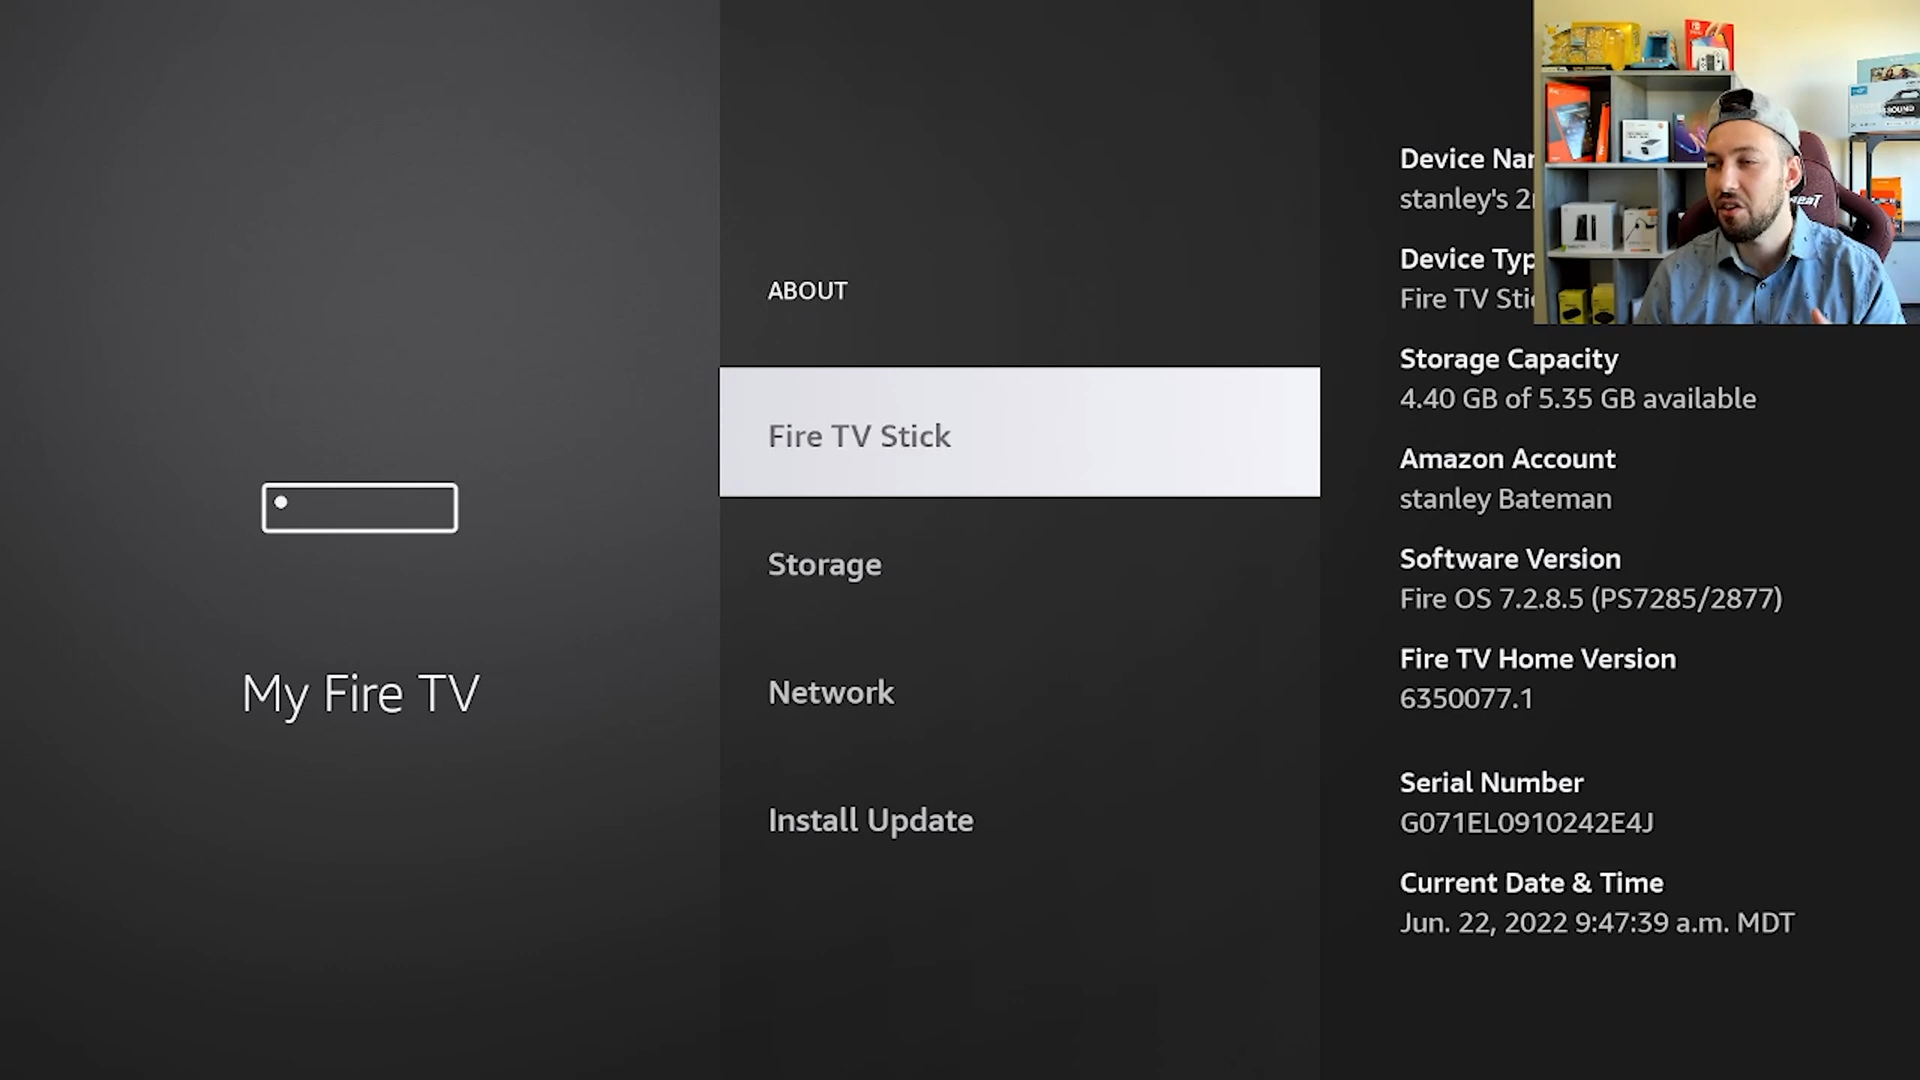 My Fire TV
ABOUT
Fire TV Stick
Storage
Network
Install Update
Device Nar
stanley's 2
Device Typ
Fire TV Sti
Storage Capacity
4.40 GB of 5.35 GB available
Amazon Account
stanley Bateman
Software Version
Fire OS 7.2.8.5 (PS7285/2877)
Fire TV Home Version
6350077.1
Serial Number
G071EL0910242E4J
Current Date & Time
Jun. 22, 2022 9:47:39 a.m. MDT